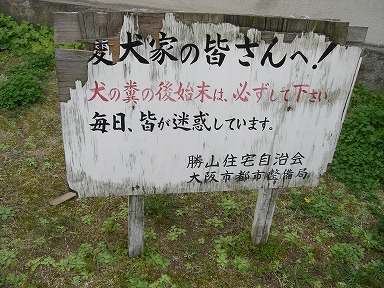 愛犬家の皆さんへ!
犬の糞の後始末は、必ずして下さい
毎日、皆が迷惑しています。
勝山住宅自治会
大阪市都市整備局